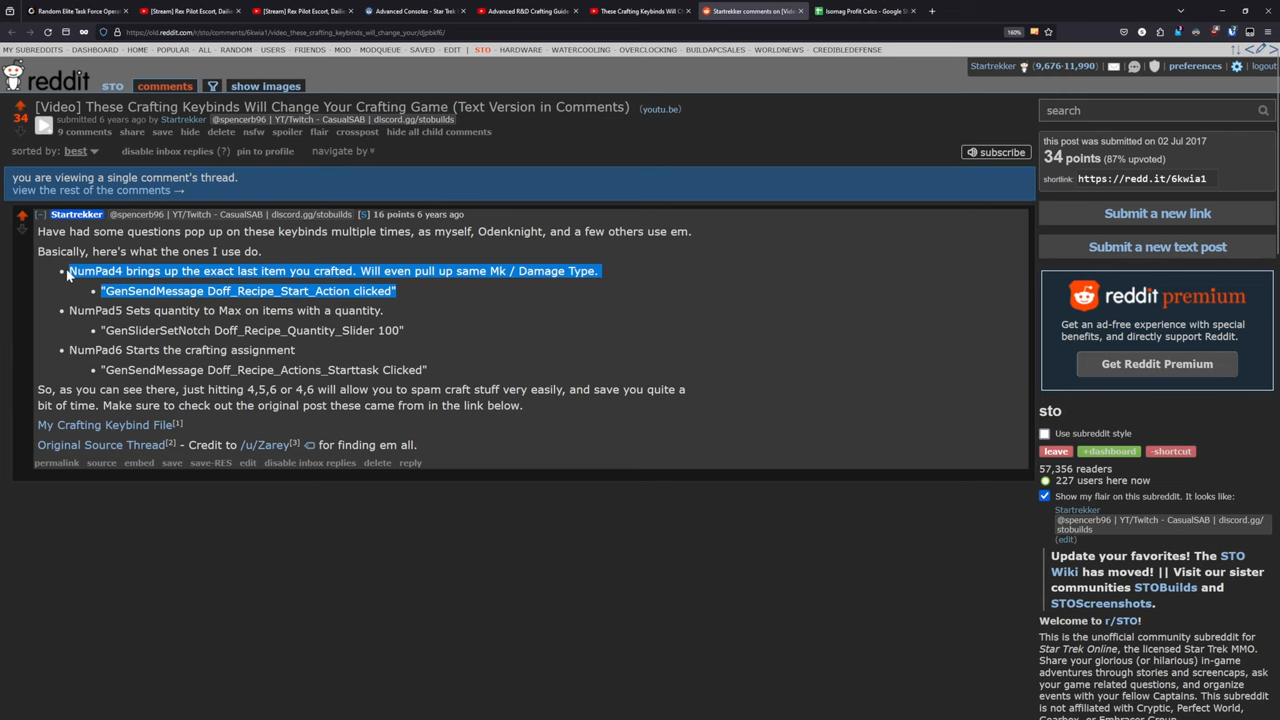 Random Elite Task Force Oper
[Stream] Rex Pilot Escort, Dailie
[Stream] Rex Pilot Escort, Dailie
Advanced Consoles - Star Trek
Advanced R&D Crafting Guide
These Crafting Keybinds Will C
Startrekker comments on [Vide
Isomag Profit Calcs - Google S
https://old.reddit.com/r/sto/comments/6kwia1/video_these_crafting_keybinds_will_change_your/djpbkf6/
160%
MY SUBREDDITS DASHBOARD - HOME - POPULAR - ALL - RANDOM - USERS - FRIENDS - MOD - MODQUEUE - SAVED - EDIT STO - HARDWARE - WATERCOOLING - OVERCLOCKING - BUILDAPCSALES - WORLDNEWS - CREDIBLEDEFENSE
reddit STO comments show images
Startrekker (9,676·11,990) preferences logout
34
[Video] These Crafting Keybinds Will Change Your Crafting Game (Text Version in Comments) (youtu.be)
submitted 6 years ago by Startrekker @spencerb96 | YT/Twitch - CasualSAB | discord.gg/stobuilds
9 comments share save hide delete nsfw spoiler flair crosspost hide all child comments
sorted by: best disable inbox replies (?) pin to profile navigate by
subscribe
you are viewing a single comment's thread.
view the rest of the comments →
[–] Startrekker @spencerb96 | YT/Twitch - CasualSAB | discord.gg/stobuilds [S] 16 points 6 years ago
Have had some questions pop up on these keybinds multiple times, as myself, Odenknight, and a few others use em.
Basically, here's what the ones I use do.
• NumPad4 brings up the exact last item you crafted. Will even pull up same Mk / Damage Type.
• "GenSendMessage Doff_Recipe_Start_Action clicked"
• NumPad5 Sets quantity to Max on items with a quantity.
• "GenSliderSetNotch Doff_Recipe_Quantity_Slider 100"
• NumPad6 Starts the crafting assignment
• "GenSendMessage Doff_Recipe_Actions_Starttask Clicked"
So, as you can see there, just hitting 4,5,6 or 4,6 will allow you to spam craft stuff very easily, and save you quite a
bit of time. Make sure to check out the original post these came from in the link below.
My Crafting Keybind File[1]
Original Source Thread[2] - Credit to /u/Zarey[3] for finding em all.
permalink source embed save save-RES edit disable inbox replies delete reply
search
this post was submitted on 02 Jul 2017
34 points (87% upvoted)
shortlink: https://redd.it/6kwia1
Submit a new link
Submit a new text post
reddit premium
Get an ad-free experience with special
benefits, and directly support Reddit.
Get Reddit Premium
sto
Use subreddit style
leave +dashboard -shortcut
57,356 readers
227 users here now
Show my flair on this subreddit. It looks like:
Startrekker
@spencerb96 | YT/Twitch - CasualSAB | discord.gg/
stobuilds
(edit)
Update your favorites! The STO
Wiki has moved! || Visit our sister
communities STOBuilds and
STOScreenshots.
Welcome to r/STO!
This is the unofficial community subreddit for
Star Trek Online, the licensed Star Trek MMO.
Share your glorious (or hilarious) in-game
adventures through stories and screencaps, ask
your game related questions, and organize
events with your fellow Captains. This subreddit
is not affiliated with Cryptic, Perfect World,
Gearbox, or Embracer Group.